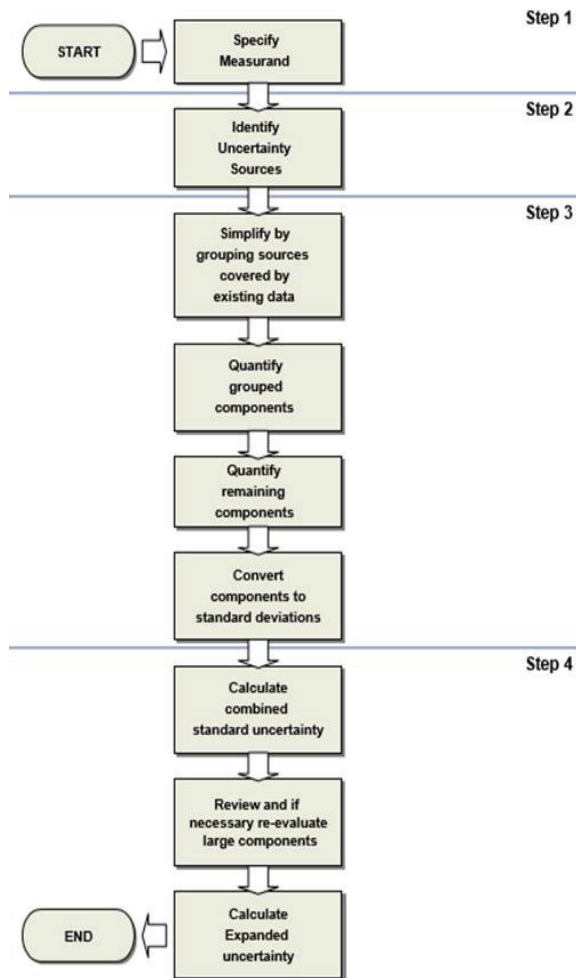 Step 1
START
Specify
Measurand
Step 2
Identify
Uncertainty
Sources
Step 3
Simplify by
grouping sources
covered by
existing data
Quantify
grouped
components
Quantify
remaining
components
Convert
components to
standard deviations
Step 4
Calculate
combined
standard uncertainty
Review and if
necessary re-evaluate
large components
Calculate
Expanded
uncertainty
END